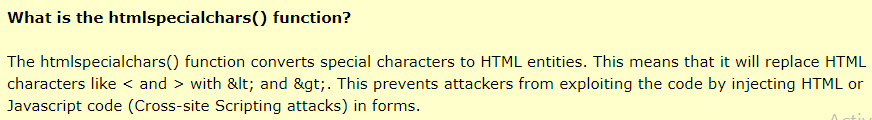 What is the htmlspecialchars() function?
The htmlspecialchars() function converts special characters to HTML entities. This means that it will replace HTML
characters like < and > with &lt; and &gt;. This prevents attackers from exploiting the code by injecting HTML or
Javascript code (Cross-site Scripting attacks) in forms.